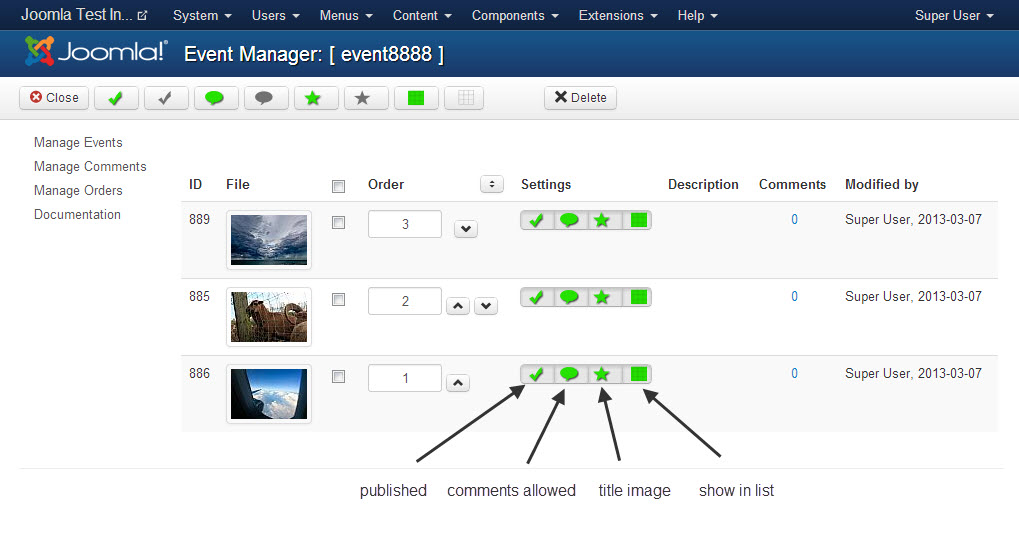 Joomla Test In... System Users Menus Content Components Extensions Help Super User
Joomla!® Event Manager: [ event8888 ]
Close Delete
Manage Events
Manage Comments
Manage Orders
Documentation
ID File Order Settings Description Comments Modified by
889 3 0 Super User, 2013-03-07
885 2 0 Super User, 2013-03-07
886 1 0 Super User, 2013-03-07
published comments allowed title image show in list